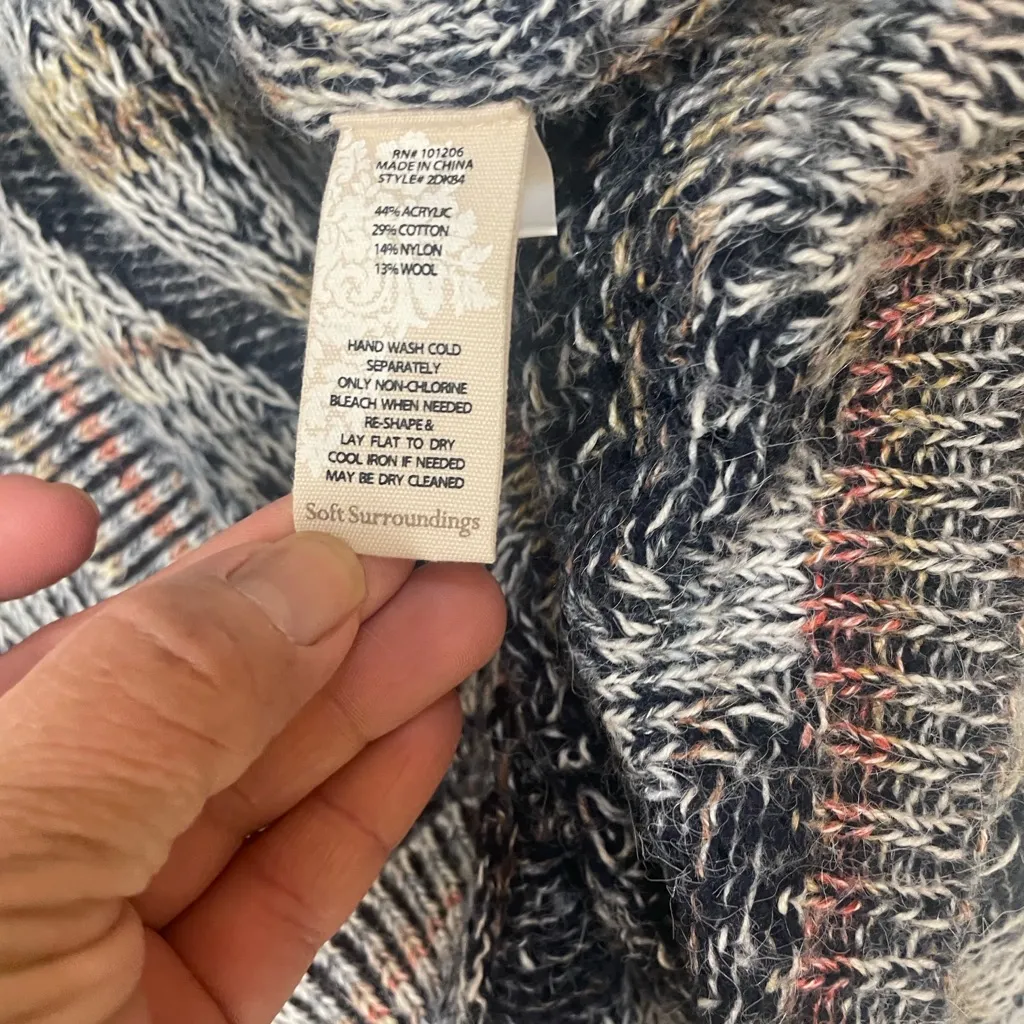 RN# 101206
MADE IN CHINA
STYLE# 2DK84
44% ACRYLIC
29% COTTON
14% NYLON
13% WOOL
HAND WASH COLD
SEPARATELY
ONLY NON-CHLORINE
BLEACH WHEN NEEDED
RE-SHAPE &
LAY FLAT TO DRY
COOL IRON IF NEEDED
MAY BE DRY CLEANED
Soft Surroundings